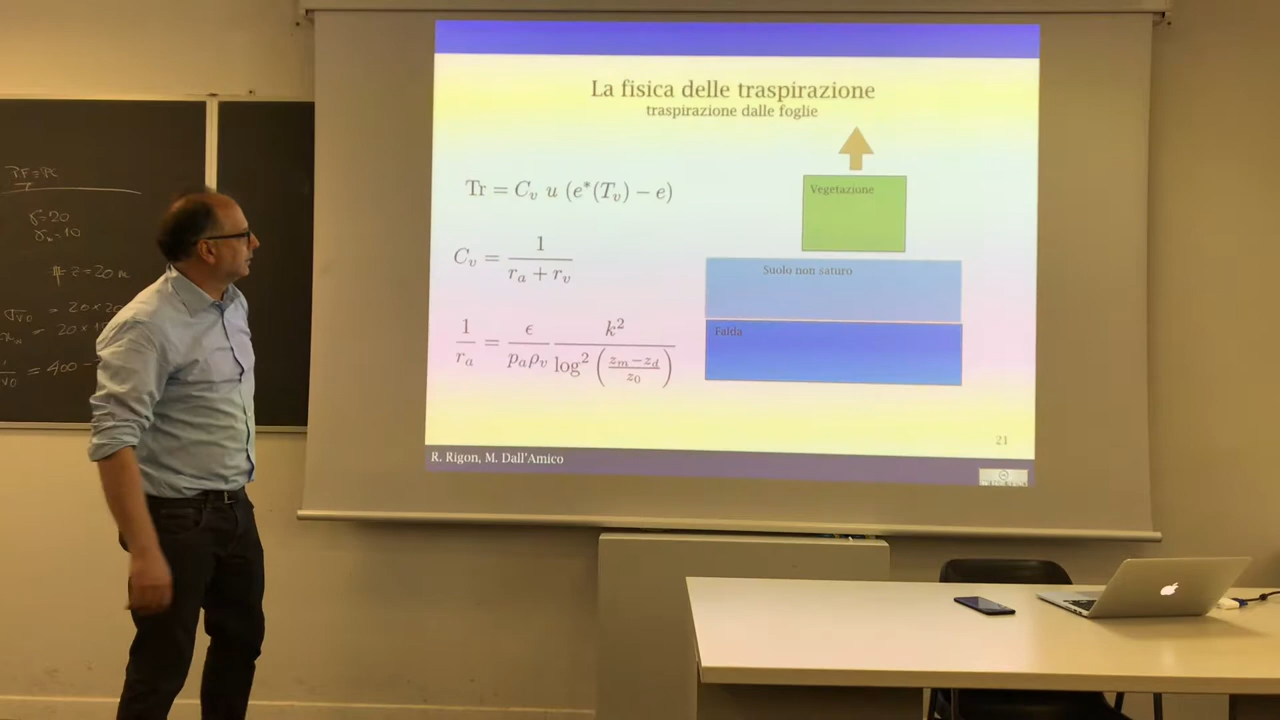 La fisica delle traspirazione
traspirazione dalle foglie
Tr = C_v u (e*(T_v) − e)
C_v = 1 / (r_a + r_v)
1/r_a = ϵ/(p_a ρ_v) k²/log²((z_m − z_d)/z_0)
Vegetazione
Suolo non saturo
Falda
21
R. Rigon, M. Dall'Amico
z = 20 m